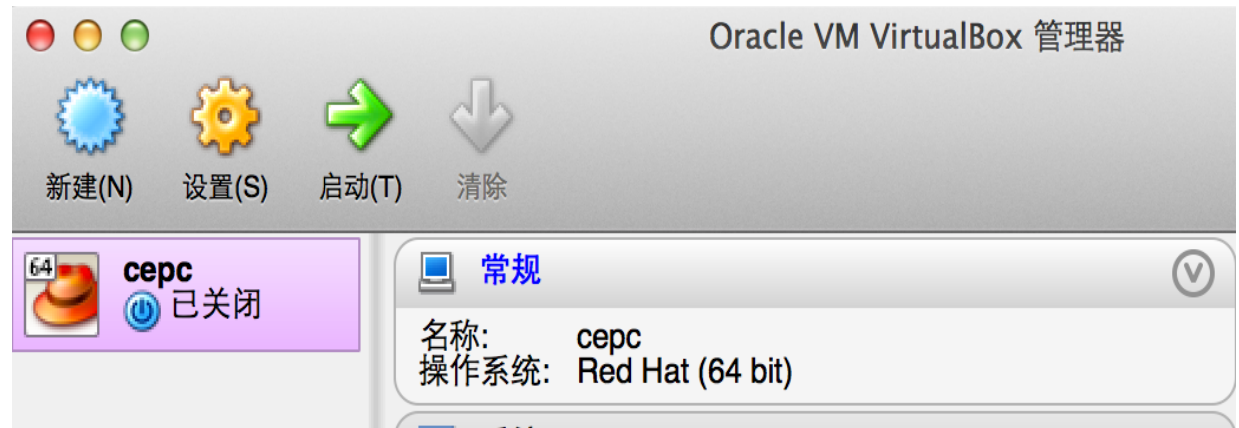 Oracle VM VirtualBox 管理器
新建(N) 设置(S) 启动(T) 清除
64 cepc
已关闭
常规
名称: cepc
操作系统: Red Hat (64 bit)